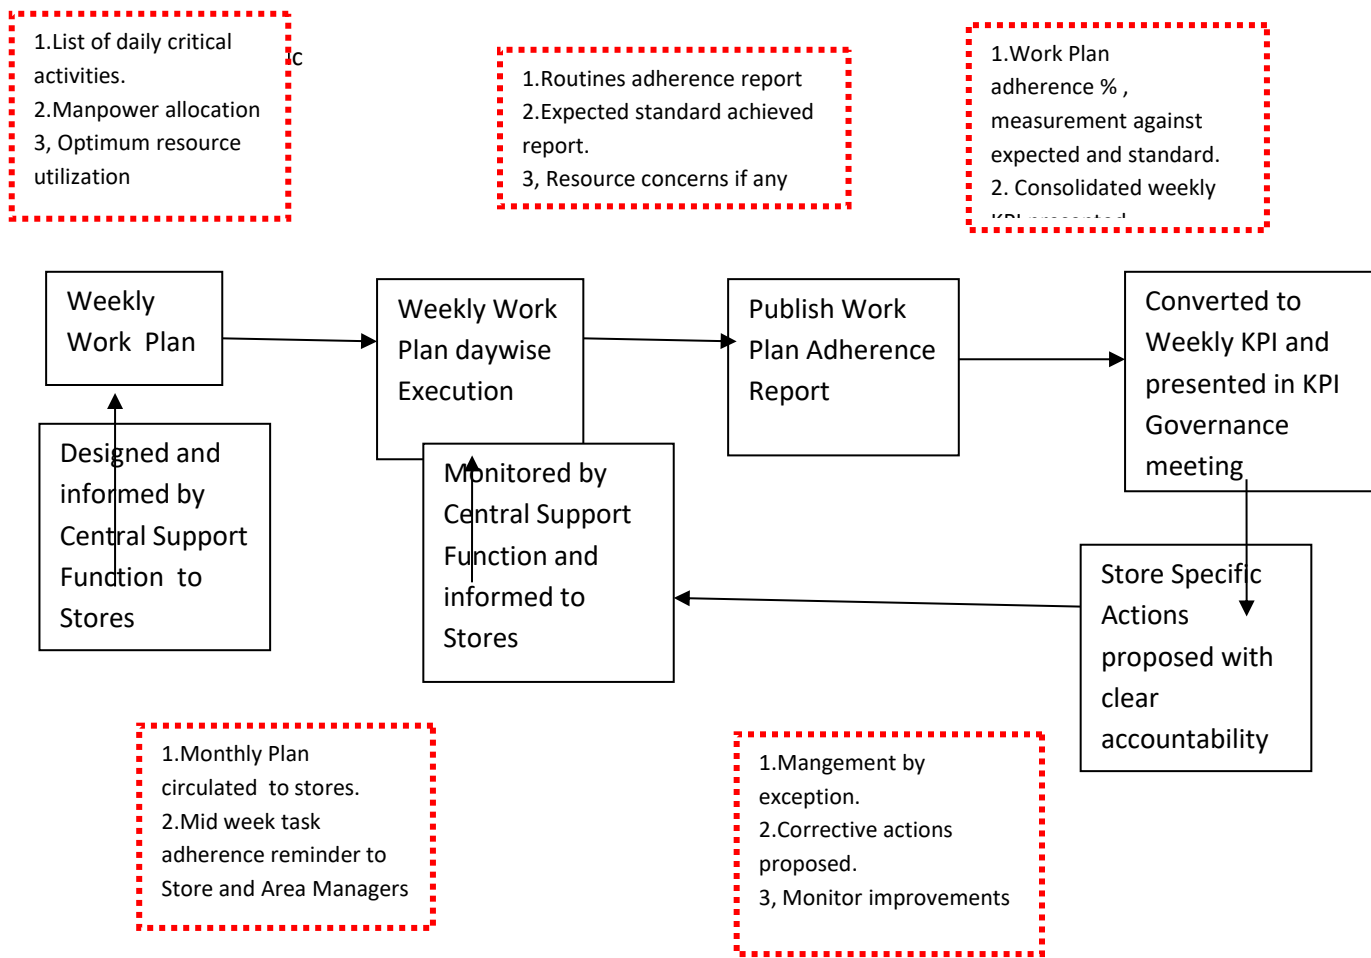 1.List of daily critical
activities.
2.Manpower allocation
3, Optimum resource
utilization
ic
1.Routines adherence report
2.Expected standard achieved
report.
3, Resource concerns if any
1.Work Plan
adherence % ,
measurement against
expected and standard.
2. Consolidated weekly
KPI presented
Weekly
Work Plan
Weekly Work
Plan daywise
Execution
Publish Work
Plan Adherence
Report
Converted to
Weekly KPI and
presented in KPI
Governance
meeting
Designed and
informed by
Central Support
Function to
Stores
Monitored by
Central Support
Function and
informed to
Stores
Store Specific
Actions
proposed with
clear
accountability
1.Monthly Plan
circulated to stores.
2.Mid week task
adherence reminder to
Store and Area Managers
1.Mangement by
exception.
2.Corrective actions
proposed.
3, Monitor improvements